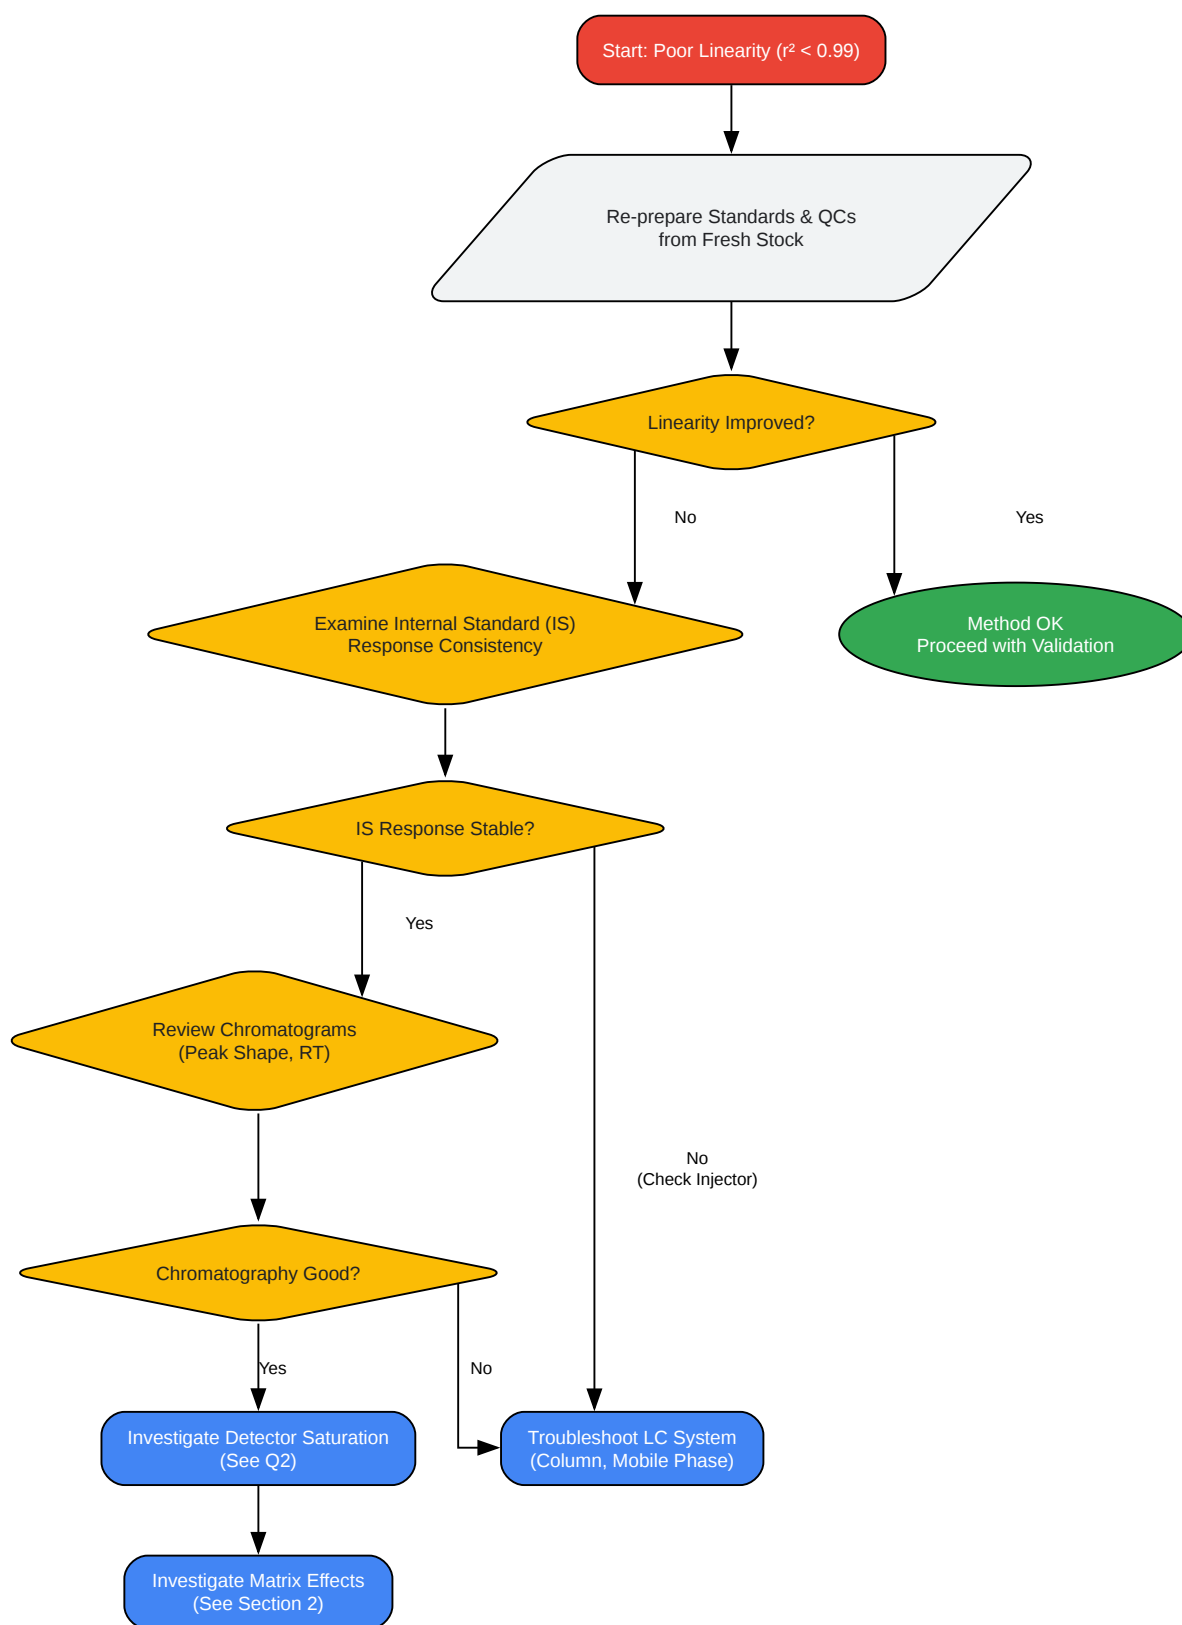 Start: Poor Linearity (r² < 0.99)
Re-prepare Standards & QCs
from Fresh Stock
Linearity Improved?
No
Yes
Examine Internal Standard (IS)
Response Consistency
Method OK
Proceed with Validation
IS Response Stable?
Yes
Review Chromatograms
(Peak Shape, RT)
No
(Check Injector)
Chromatography Good?
Yes
No
Investigate Detector Saturation
(See Q2)
Troubleshoot LC System
(Column, Mobile Phase)
Investigate Matrix Effects
(See Section 2)